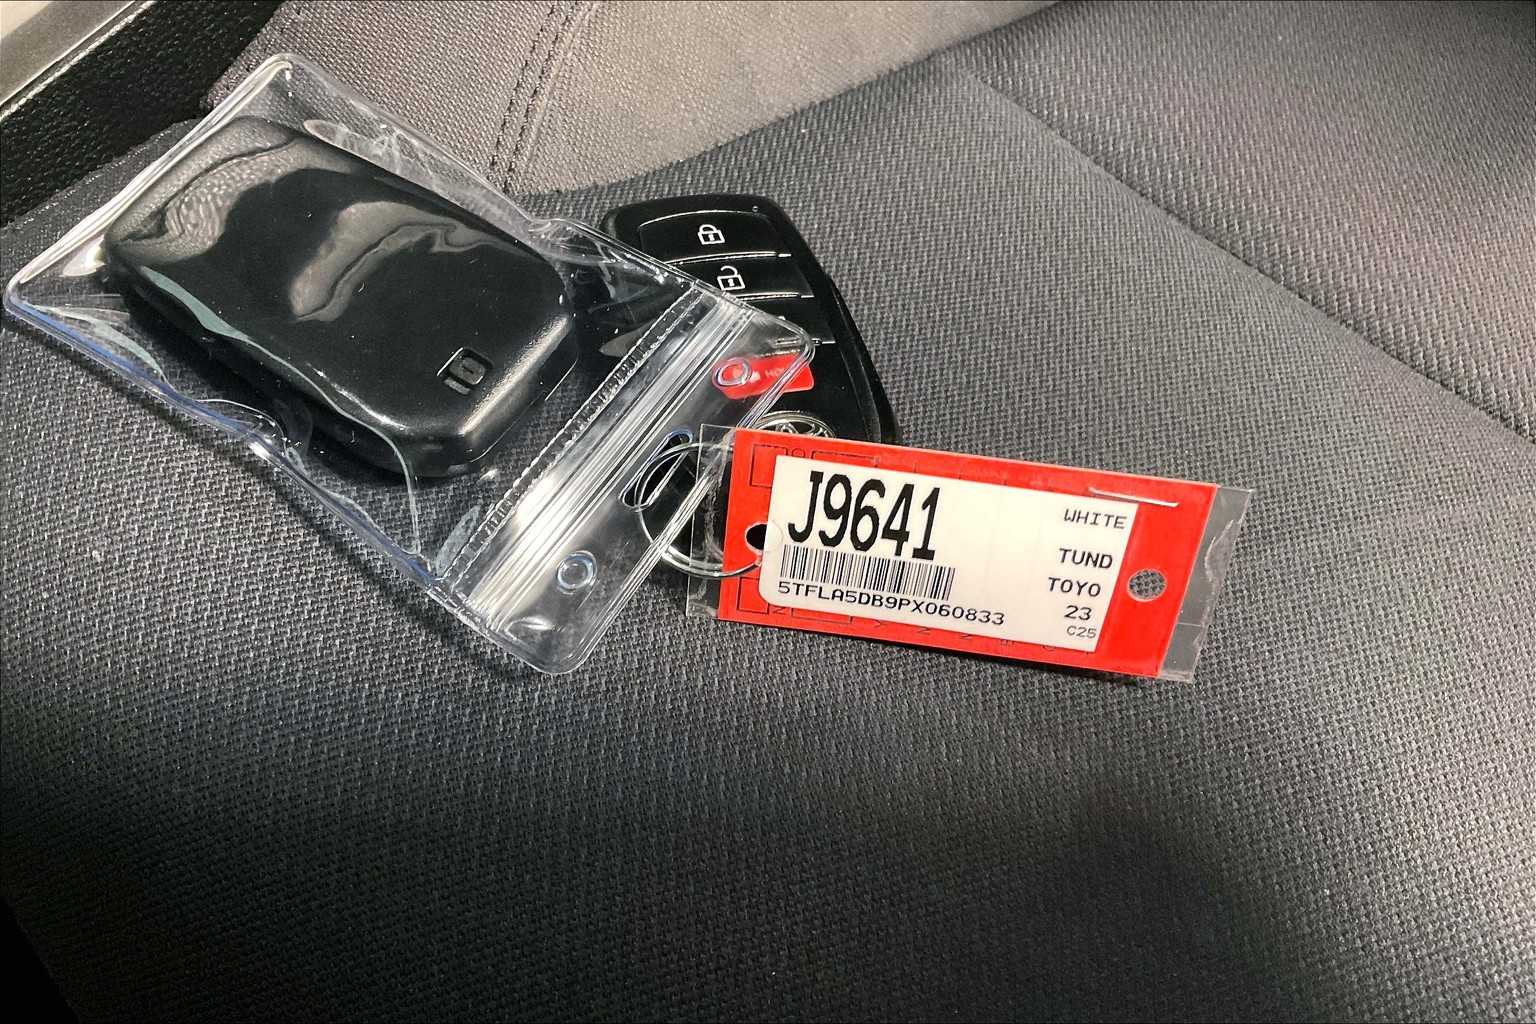 J9641
5TFLA5DB9PX060833
WHITE
TUND
TOYO
23
C25